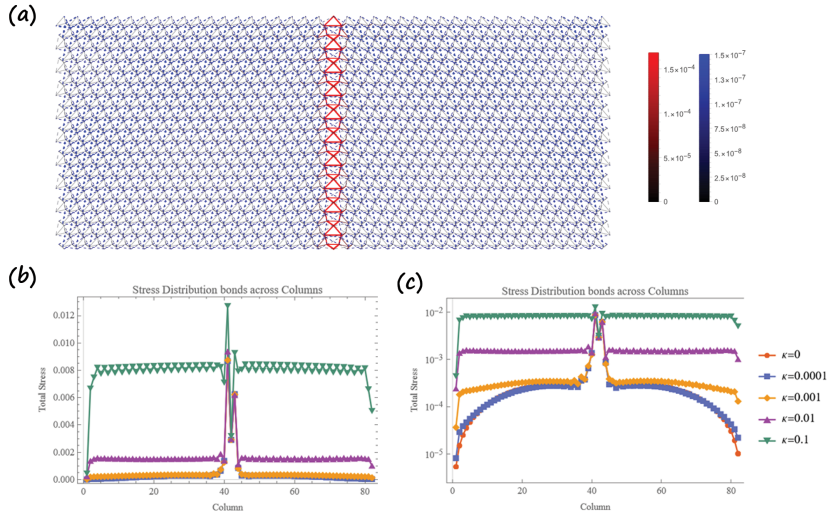 (a)
1.5×10⁻⁴
1.×10⁻⁴
5.×10⁻⁵
0
1.5×10⁻⁷
1.3×10⁻⁷
1.×10⁻⁷
7.5×10⁻⁸
5.×10⁻⁸
2.5×10⁻⁸
0
(b)
Stress Distribution bonds across Columns
Total Stress
0.012
0.010
0.008
0.006
0.004
0.002
0.000
0 20 40 60 80
Column
(c)
Stress Distribution bonds across Columns
Total Stress
10⁻²
10⁻³
10⁻⁴
10⁻⁵
0 20 40 60 80
Column
κ=0
κ=0.0001
κ=0.001
κ=0.01
κ=0.1